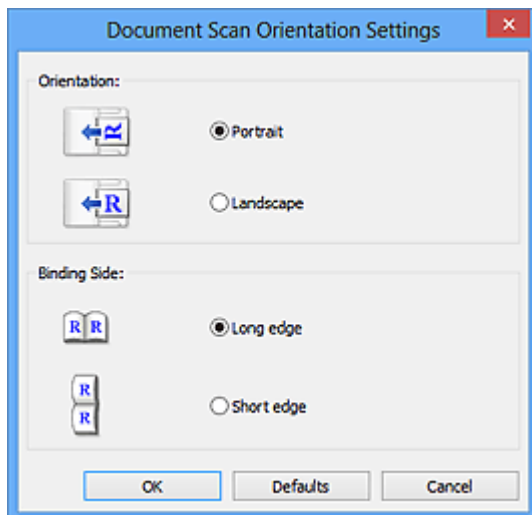 Document Scan Orientation Settings
Orientation:
R
Portrait
R
Landscape
Binding Side:
R R
Long edge
R
R
Short edge
OK Defaults Cancel